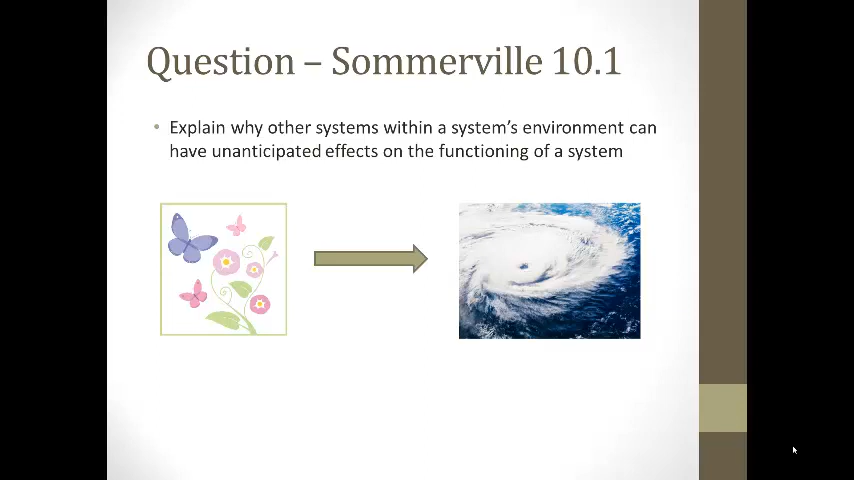 Question – Sommerville 10.1
• Explain why other systems within a system’s environment can
have unanticipated effects on the functioning of a system